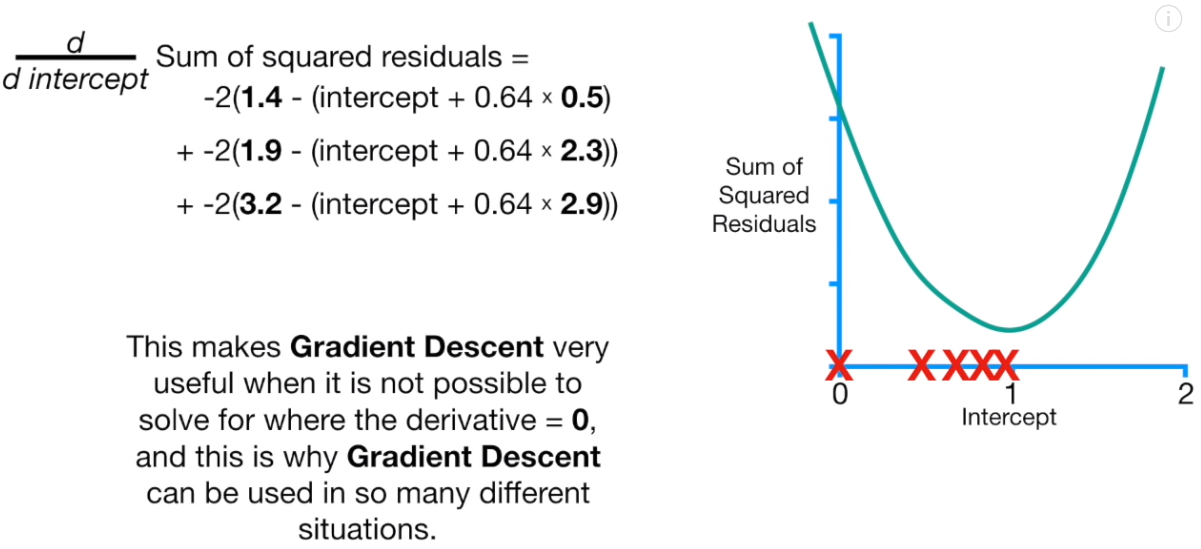 d
d intercept
Sum of squared residuals =
-2(1.4 - (intercept + 0.64 × 0.5)
+ -2(1.9 - (intercept + 0.64 × 2.3))
+ -2(3.2 - (intercept + 0.64 × 2.9))
This makes Gradient Descent very
useful when it is not possible to
solve for where the derivative = 0,
and this is why Gradient Descent
can be used in so many different
situations.
i
Sum of
Squared
Residuals
X X X X X
0 1 2
Intercept